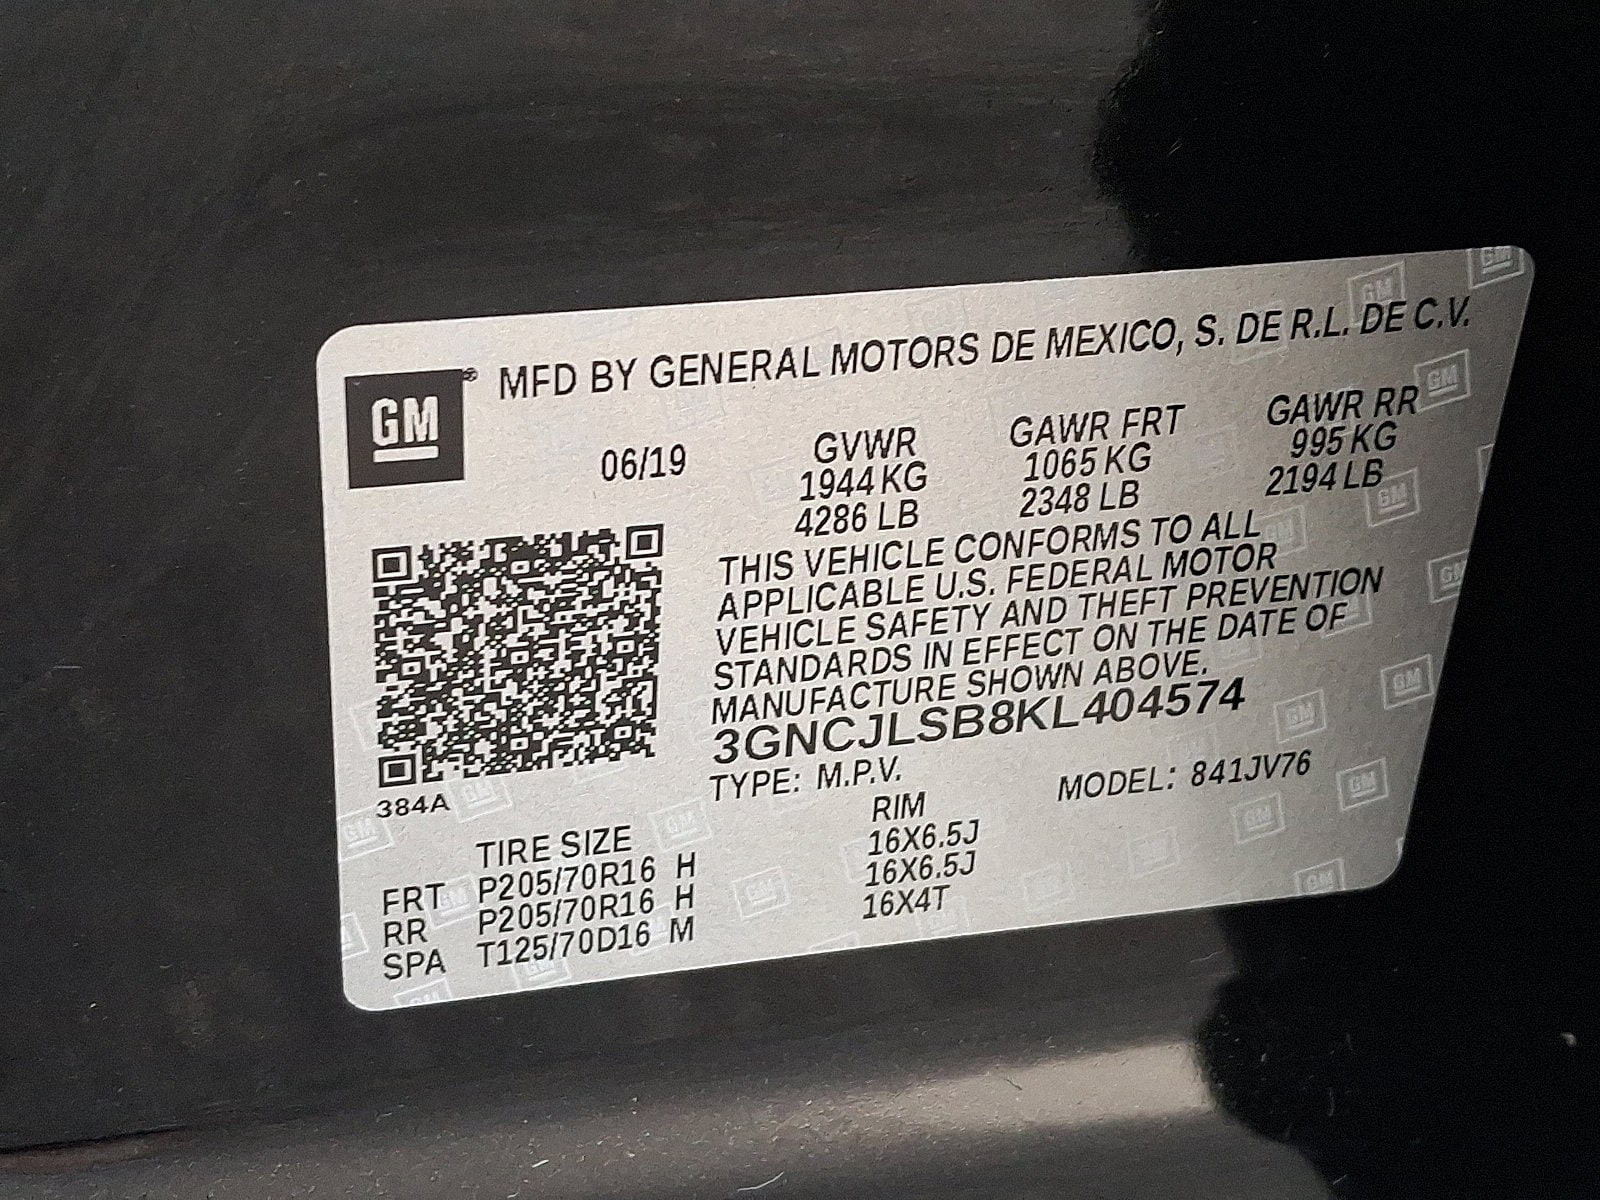 GM® MFD BY GENERAL MOTORS DE MEXICO, S. DE R.L. DE C.V.
06/19 GVWR GAWR FRT GAWR RR
1944 KG 1065 KG 995 KG
4286 LB 2348 LB 2194 LB
THIS VEHICLE CONFORMS TO ALL
APPLICABLE U.S. FEDERAL MOTOR
VEHICLE SAFETY AND THEFT PREVENTION
STANDARDS IN EFFECT ON THE DATE OF
MANUFACTURE SHOWN ABOVE.
3GNCJLSB8KL404574
TYPE: M.P.V. MODEL: 841JV76
384A
TIRE SIZE RIM
FRT P205/70R16 H 16X6.5J
RR P205/70R16 H 16X6.5J
SPA T125/70D16 M 16X4T